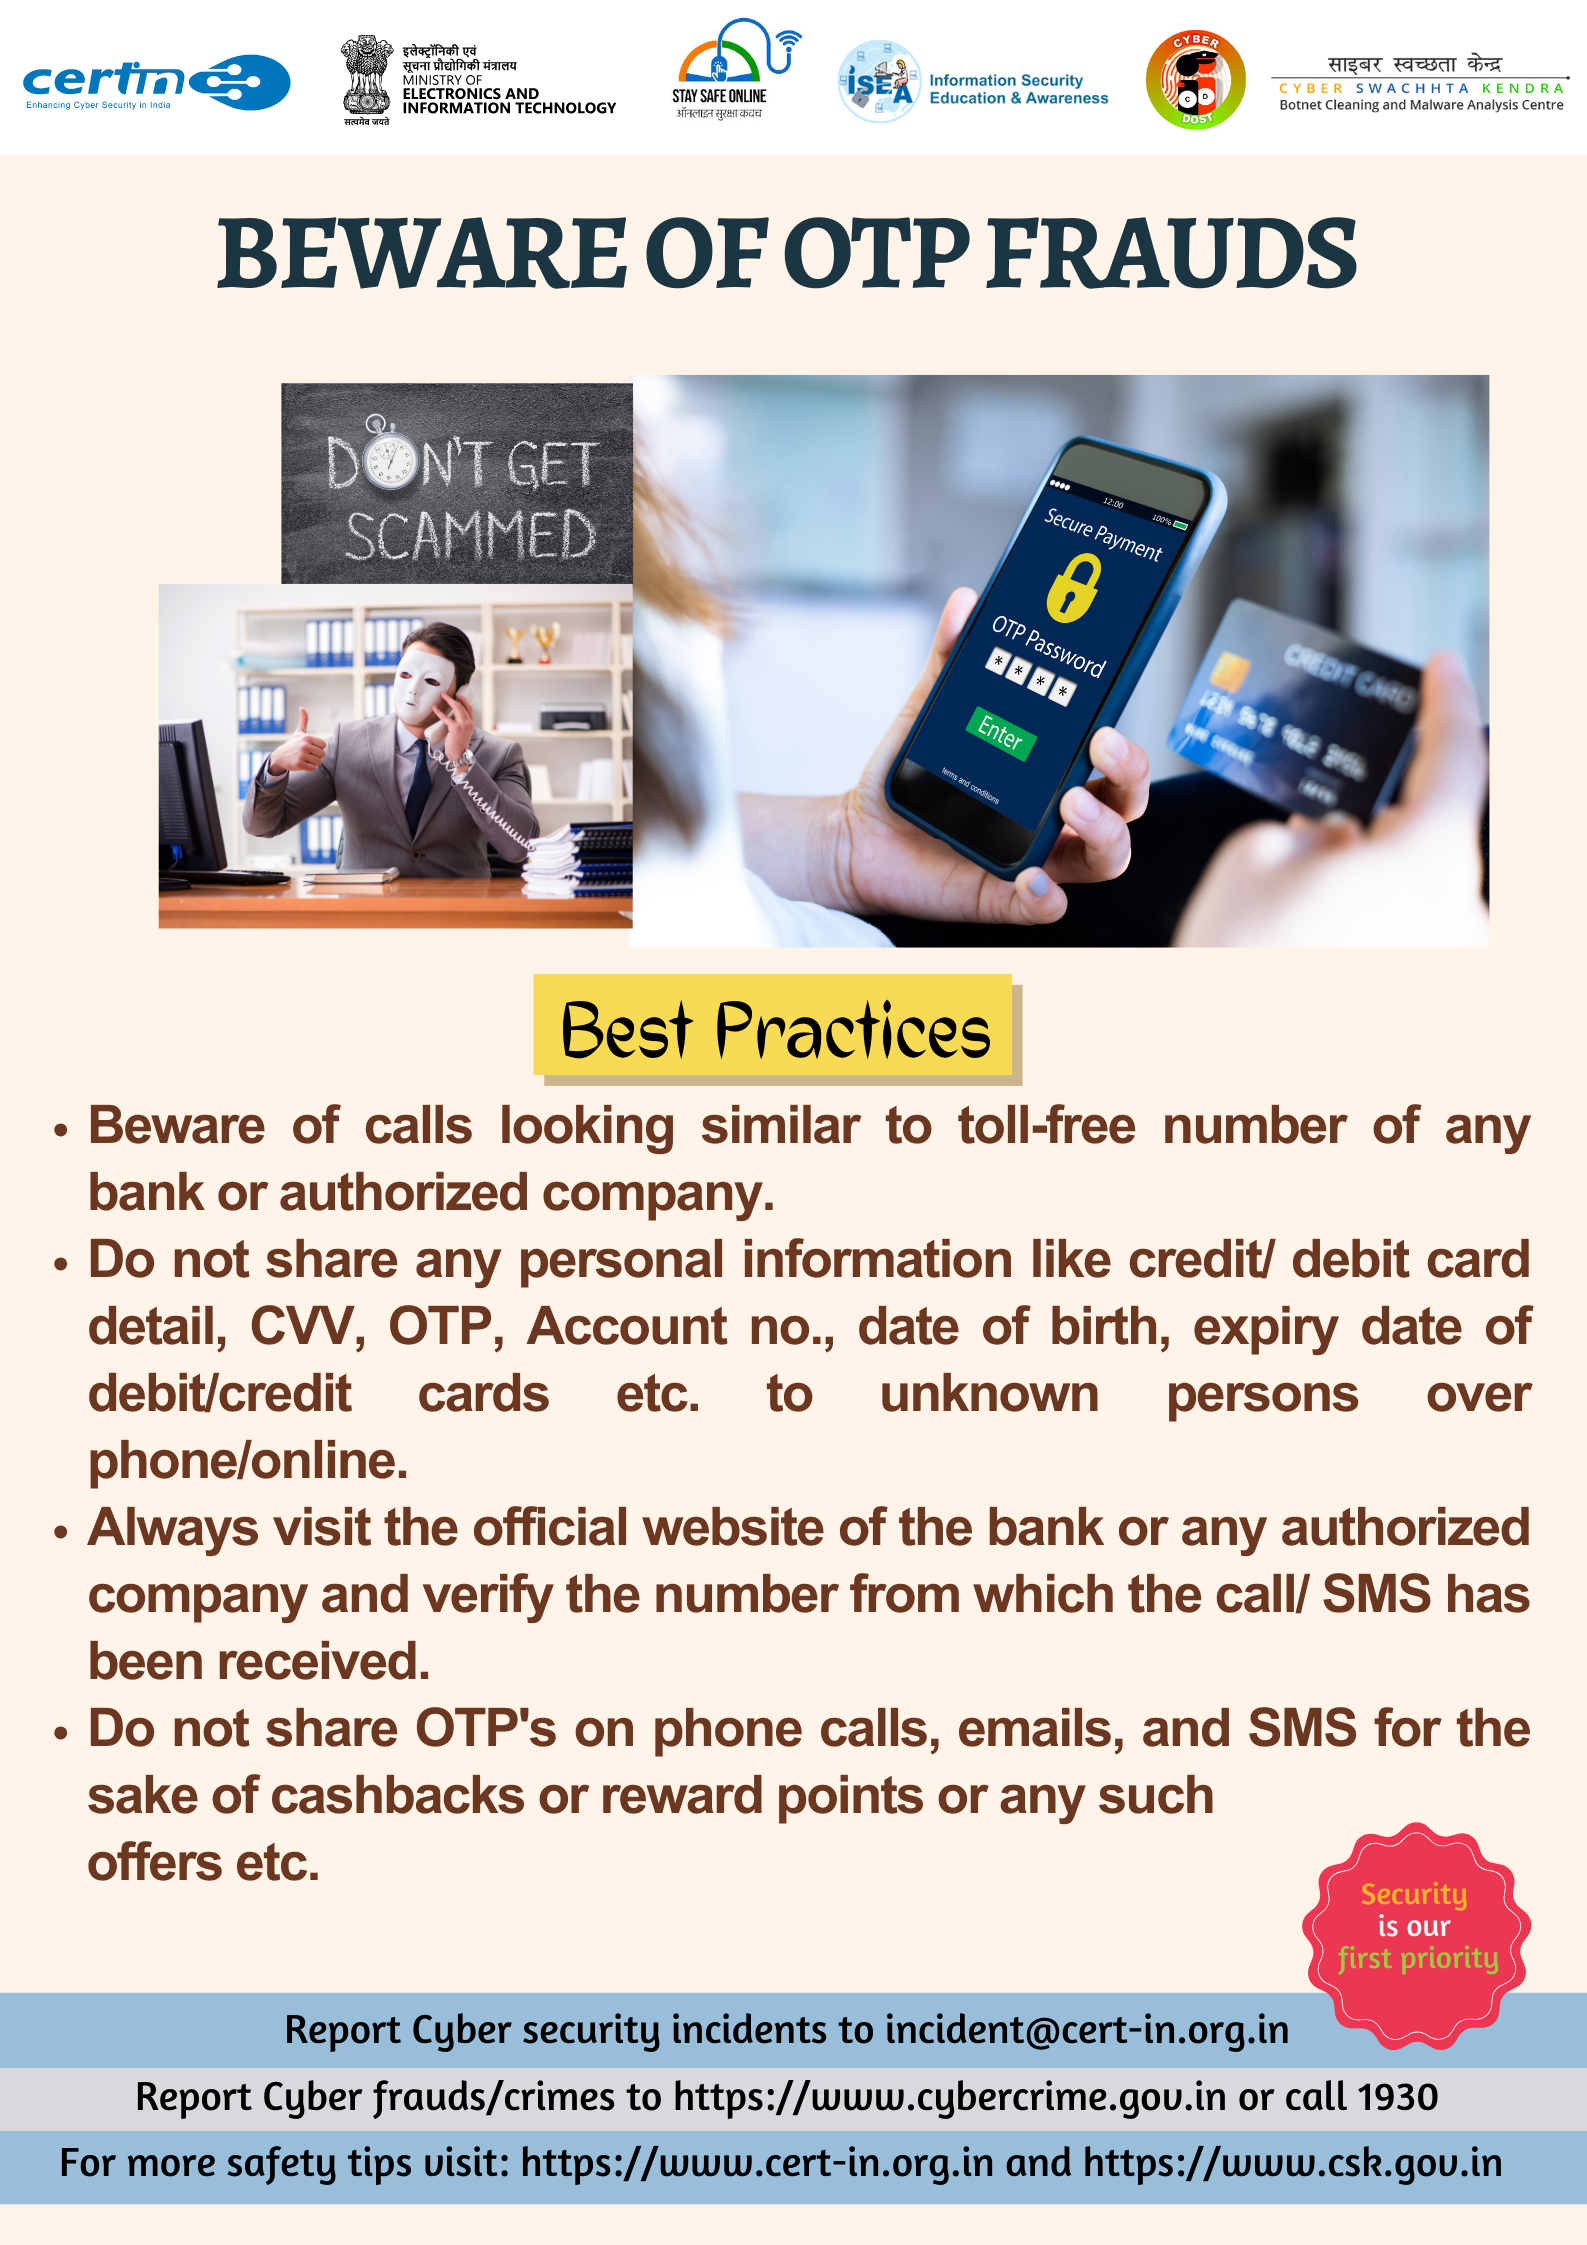 certin
Enhancing Cyber Security in India
इलेक्ट्रॉनिकी एवं
सूचना प्रौद्योगिकी मंत्रालय
MINISTRY OF
ELECTRONICS AND
INFORMATION TECHNOLOGY
सत्यमेव जयते
STAY SAFE ONLINE
ऑनलाइन सुरक्षा कवच
iSEA
Information Security
Education & Awareness
CYBER
C D
DOST
साइबर स्वच्छता केन्द्र
CYBER SWACHHTA KENDRA
Botnet Cleaning and Malware Analysis Centre
BEWARE OF OTP FRAUDS
DON'T GET
SCAMMED
12:00
100%
Secure Payment
OTP Password
* * * *
Enter
terms and conditions
CREDIT CARD
Best Practices
• Beware of calls looking similar to toll-free number of any
bank or authorized company.
• Do not share any personal information like credit/ debit card
detail, CVV, OTP, Account no., date of birth, expiry date of
debit/credit cards etc. to unknown persons over
phone/online.
• Always visit the official website of the bank or any authorized
company and verify the number from which the call/ SMS has
been received.
• Do not share OTP's on phone calls, emails, and SMS for the
sake of cashbacks or reward points or any such
offers etc.
Security
is our
first priority
Report Cyber security incidents to incident@cert-in.org.in
Report Cyber frauds/crimes to https://www.cybercrime.gov.in or call 1930
For more safety tips visit: https://www.cert-in.org.in and https://www.csk.gov.in